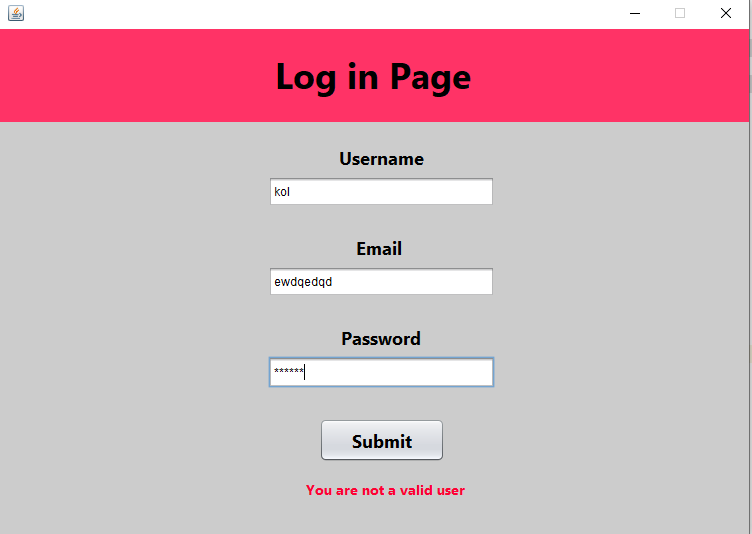 Log in Page
Username
kol
Email
ewdqedqd
Password
******
Submit
You are not a valid user